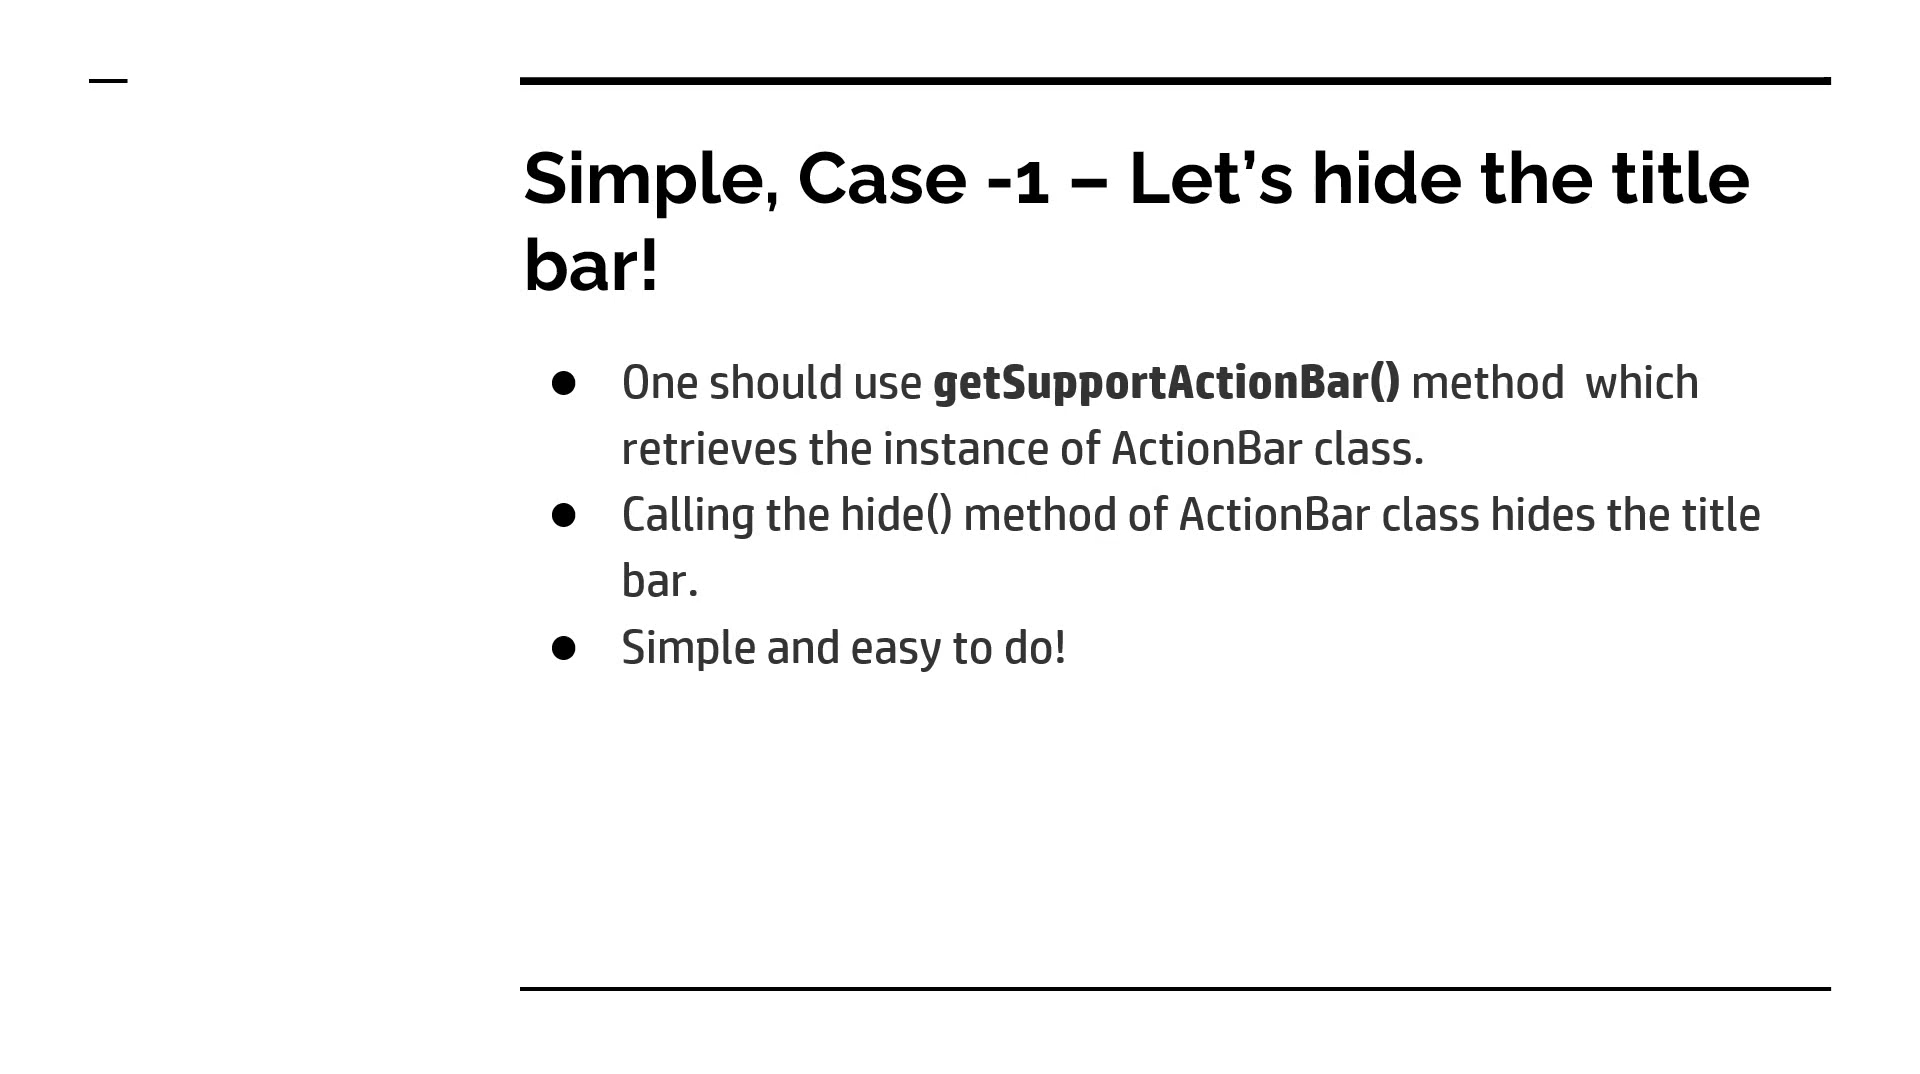 Simple, Case -1 – Let’s hide the title
bar!
● One should use getSupportActionBar() method  which
retrieves the instance of ActionBar class.
● Calling the hide() method of ActionBar class hides the title
bar.
● Simple and easy to do!